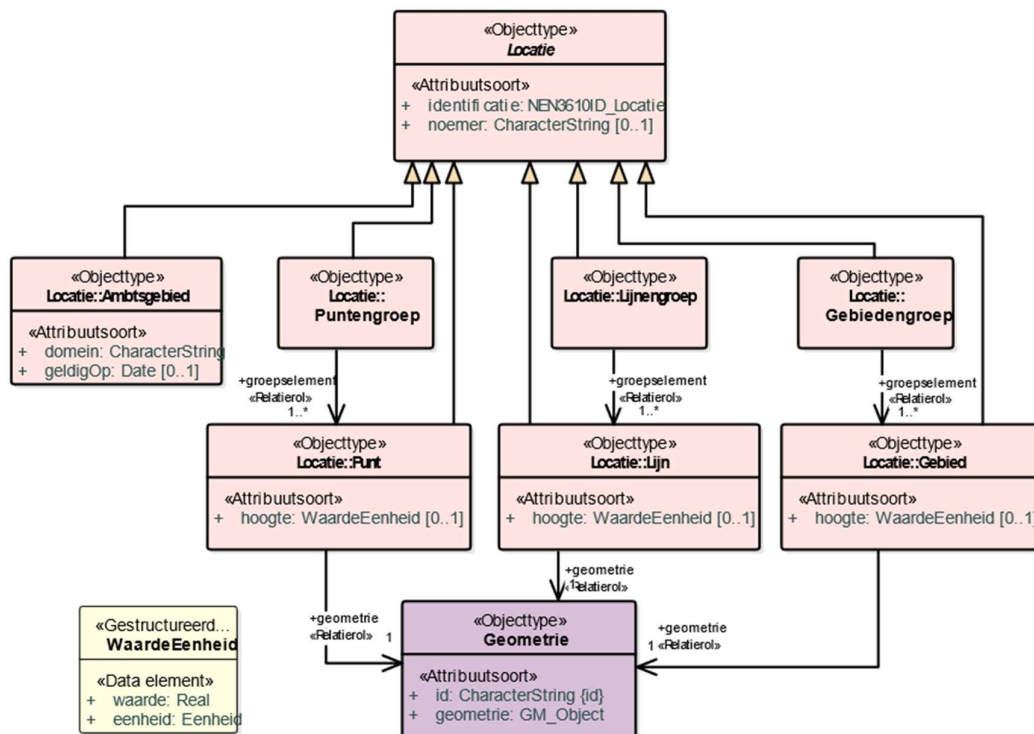 «Objecttype»
Locatie
«Attribuutsoort»
+ identificatie: NEN3610ID_Locatie
+ noemer: CharacterString [0..1]
«Objecttype»
Locatie::Ambtsgebied
«Attribuutsoort»
+ domein: CharacterString
+ geldigOp: Date [0..1]
«Objecttype»
Locatie::
Puntengroep
«Objecttype»
Locatie::Lijnengroep
«Objecttype»
Locatie::
Gebiedengroep
+groepselement
«Relatierol»
1..*
+groepselement
«Relatierol»
1..*
+groepselement
«Relatierol»
1..*
«Objecttype»
Locatie::Punt
«Attribuutsoort»
+ hoogte: WaardeEenheid [0..1]
«Objecttype»
Locatie::Lijn
«Attribuutsoort»
+ hoogte: WaardeEenheid [0..1]
«Objecttype»
Locatie::Gebied
«Attribuutsoort»
+ hoogte: WaardeEenheid [0..1]
+geometrie
«Relatierol»
1
+geometrie
1
«Relatierol»
+geometrie
1 «Relatierol»
«Gestructureerd...
WaardeEenheid
«Data element»
+ waarde: Real
+ eenheid: Eenheid
«Objecttype»
Geometrie
«Attribuutsoort»
+ id: CharacterString {id}
+ geometrie: GM_Object